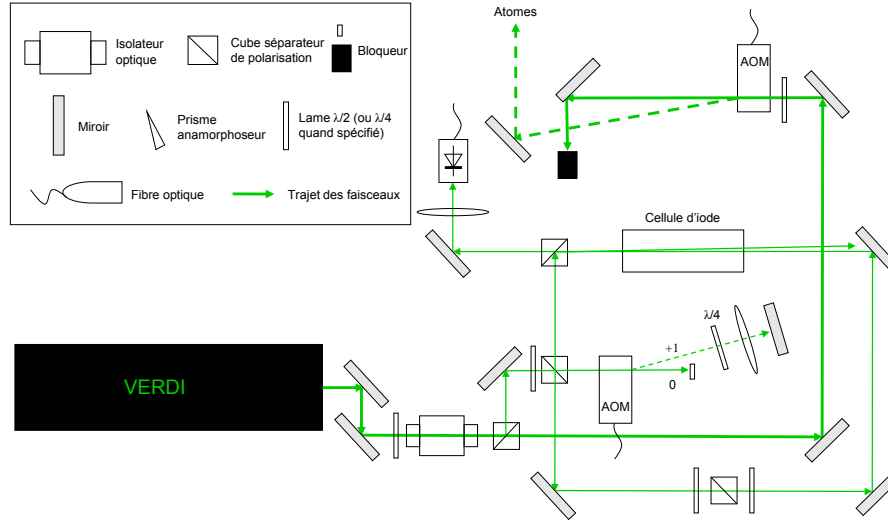 Isolateur
optique
Cube séparateur
de polarisation
Bloqueur
Miroir
Prisme
anamorphoseur
Lame λ/2 (ou λ/4
quand spécifié)
Fibre optique
Trajet des faisceaux
Atomes
AOM
Cellule d'iode
λ/4
+1
0
AOM
VERDI